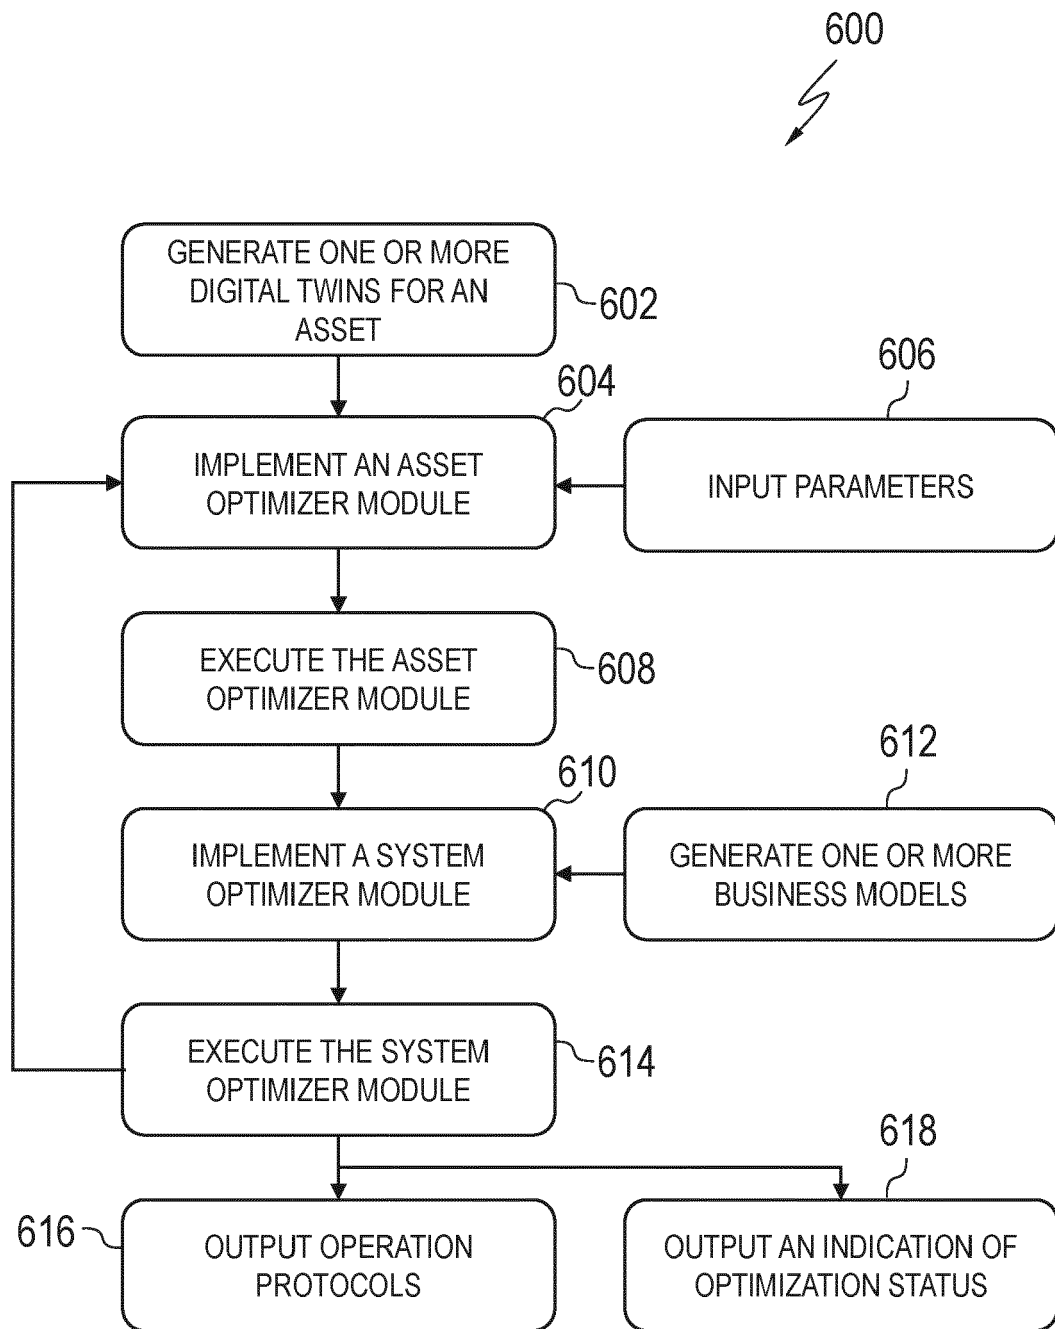 600
GENERATE ONE OR MORE
DIGITAL TWINS FOR AN
ASSET
602
604
606
IMPLEMENT AN ASSET
OPTIMIZER MODULE
INPUT PARAMETERS
EXECUTE THE ASSET
OPTIMIZER MODULE
608
610
612
IMPLEMENT A SYSTEM
OPTIMIZER MODULE
GENERATE ONE OR MORE
BUSINESS MODELS
EXECUTE THE SYSTEM
OPTIMIZER MODULE
614
618
616
OUTPUT OPERATION
PROTOCOLS
OUTPUT AN INDICATION OF
OPTIMIZATION STATUS